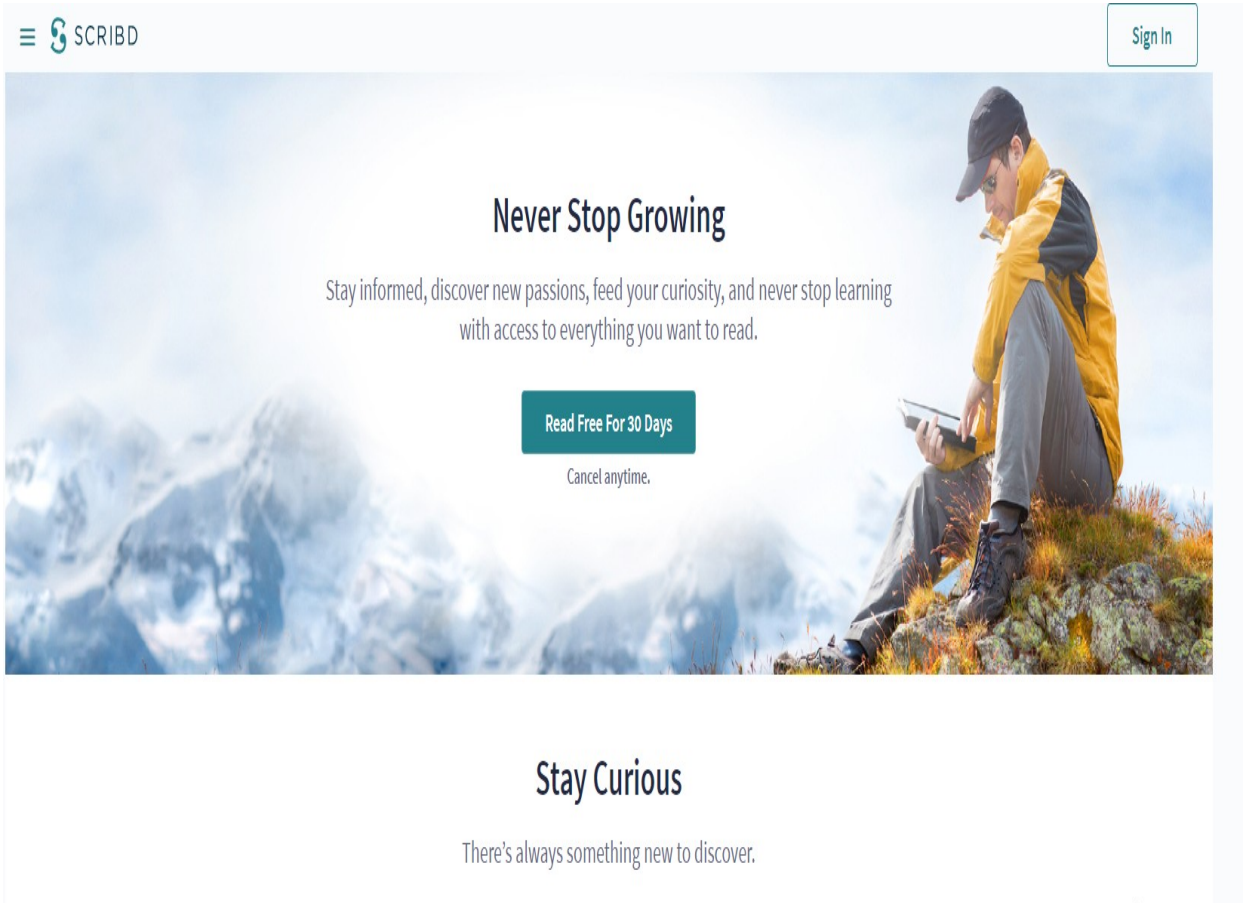 SCRIBD
Sign In
Never Stop Growing
Stay informed, discover new passions, feed your curiosity, and never stop learning
with access to everything you want to read.
Read Free For 30 Days
Cancel anytime.
Stay Curious
There’s always something new to discover.